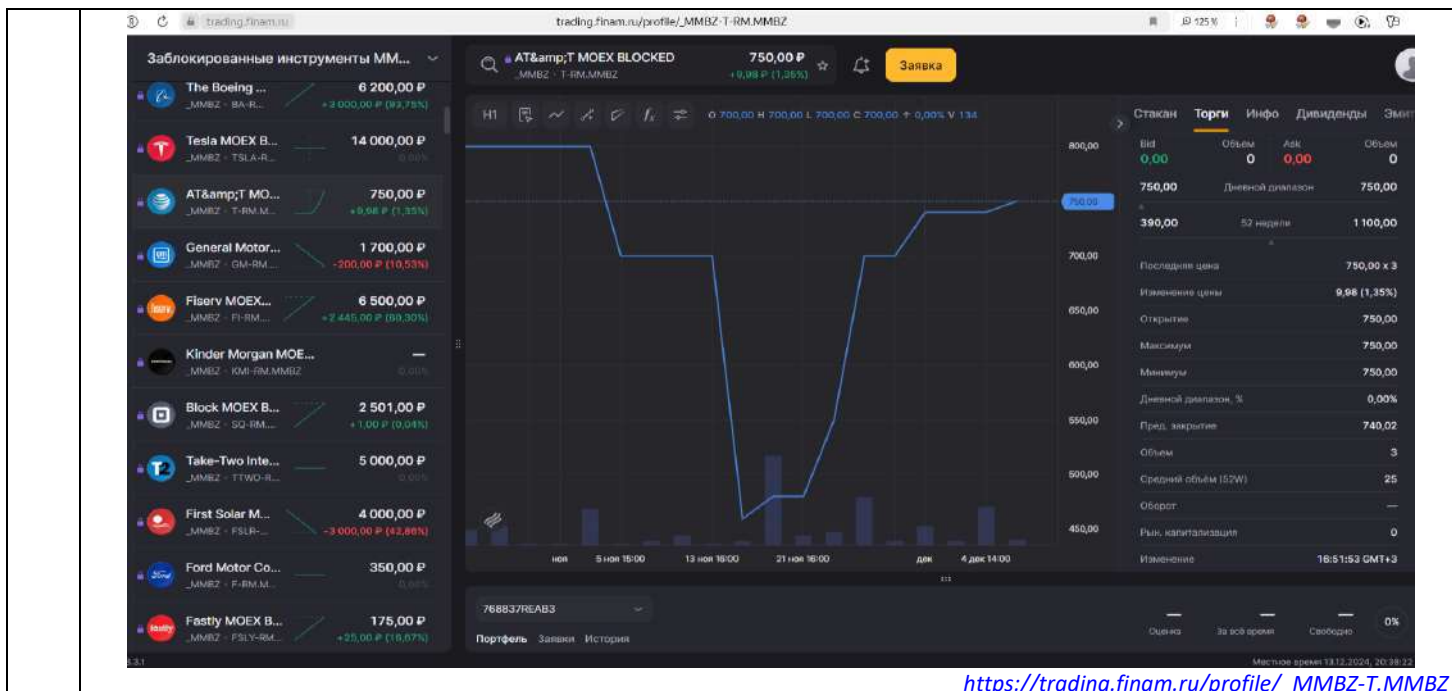 trading.finam.ru
trading.finam.ru/profile/_MMBZ-T-RM.MMBZ
125 %
Заблокированные инструменты MM...
The Boeing ...
6 200,00 ₽
_MMBZ - BA-R...
+3 000,00 ₽ (93,75%)
Tesla MOEX B...
14 000,00 ₽
_MMBZ - TSLA-R...
0,00%
AT&amp;T MO...
750,00 ₽
_MMBZ - T-RM.M...
+9,98 ₽ (1,35%)
General Motor...
1 700,00 ₽
_MMBZ - GM-RM....
-200,00 ₽ (10,53%)
Fiserv MOEX...
6 500,00 ₽
_MMBZ - FI-RM....
+2 445,00 ₽ (60,30%)
Kinder Morgan MOE...
—
_MMBZ - KMI-RM.MMBZ
0,00%
Block MOEX B...
2 501,00 ₽
_MMBZ - SQ-RM....
+1,00 ₽ (0,04%)
Take-Two Inte...
5 000,00 ₽
_MMBZ - TTWO-R...
0,00%
First Solar M...
4 000,00 ₽
_MMBZ - FSLR-...
-3 000,00 ₽ (42,86%)
Ford Motor Co...
350,00 ₽
_MMBZ - F-RM.M...
0,00%
Fastly MOEX B...
175,00 ₽
_MMBZ - FSLY-RM...
+25,00 ₽ (16,67%)
3.3.1
AT&amp;T MOEX BLOCKED
750,00 ₽
_MMBZ - T-RM.MMBZ
+9,98 ₽ (1,35%)
Заявка
H1
O 700,00 H 700,00 L 700,00 C 700,00 + 0,00% V 134
800,00
750,00
700,00
650,00
600,00
550,00
500,00
450,00
ноя
5 ноя 15:00
13 ноя 16:00
21 ноя 16:00
дек
4 дек 14:00
Стакан Торги Инфо Дивиденды Эмит
Bid Объем Ask Объем
0,00 0 0,00 0
750,00 Дневной диапазон 750,00
390,00 52 недели 1 100,00
Последняя цена 750,00 x 3
Изменение цены 9,98 (1,35%)
Открытие 750,00
Максимум 750,00
Минимум 750,00
Дневной диапазон, % 0,00%
Пред. закрытие 740,02
Объем 3
Средний объём (52W) 25
Оборот —
Рын. капитализация 0
Изменение 16:51:53 GMT+3
768837REAB3
Портфель Заявки История
— — —
Оценка За всё время Свободно
0%
Местное время 13.12.2024, 20:38:22
https://trading.finam.ru/profile/_MMBZ-T.MMBZ